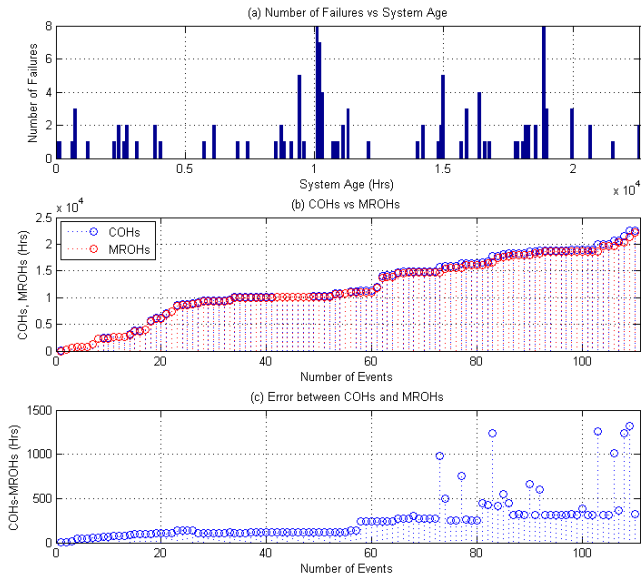 (a) Number of Failures vs System Age
Number of Failures
8
6
4
2
0
0
0.5
1
1.5
2
System Age (Hrs)
x 10^4
(b) COHs vs MROHs
x 10^4
COHs, MROHs (Hrs)
2.5
2
1.5
1
0.5
0
COHs
MROHs
0
20
40
60
80
100
Number of Events
(c) Error between COHs and MROHs
COHs-MROHs (Hrs)
1500
1000
500
0
0
20
40
60
80
100
Number of Events